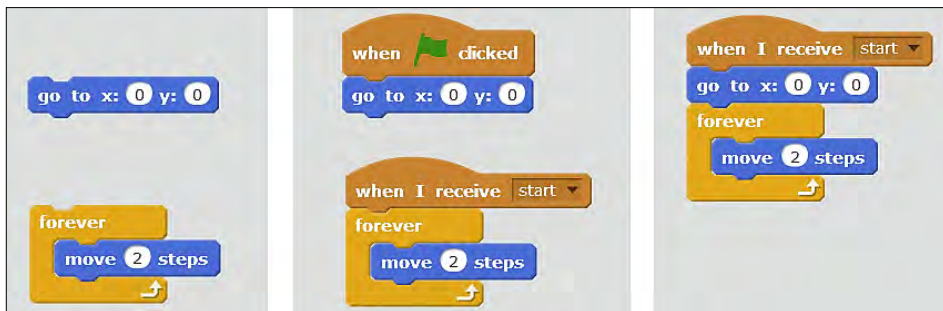 go to x: 0 y: 0
forever
move 2 steps
when clicked
go to x: 0 y: 0
when I receive start
forever
move 2 steps
when I receive start
go to x: 0 y: 0
forever
move 2 steps